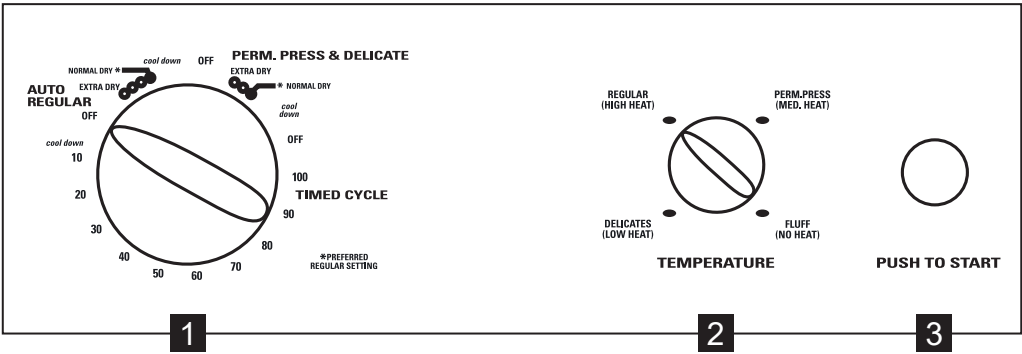 cool down
OFF
PERM. PRESS & DELICATE
NORMAL DRY *
EXTRA DRY
EXTRA DRY
* NORMAL DRY
AUTO
REGULAR
OFF
cool
down
cool down
OFF
10
20
30
40
50
60
70
80
90
100
TIMED CYCLE
*PREFERRED
REGULAR SETTING
REGULAR
(HIGH HEAT)
PERM.PRESS
(MED. HEAT)
DELICATES
(LOW HEAT)
FLUFF
(NO HEAT)
TEMPERATURE
PUSH TO START
1
2
3